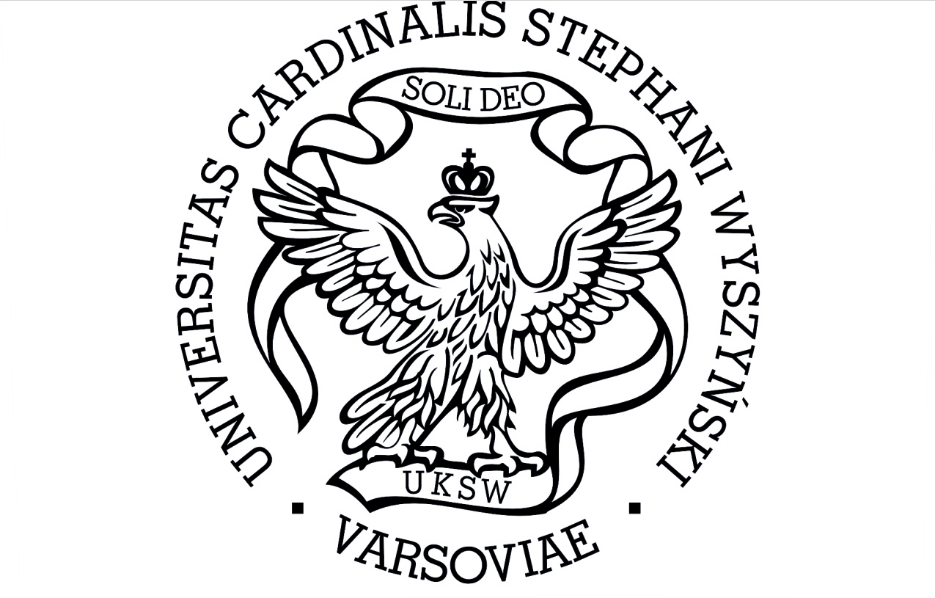 UNIVERSITAS CARDINALIS STEPHANI WYSZYŃSKI
SOLI DEO
UKSW
VARSOVIAE